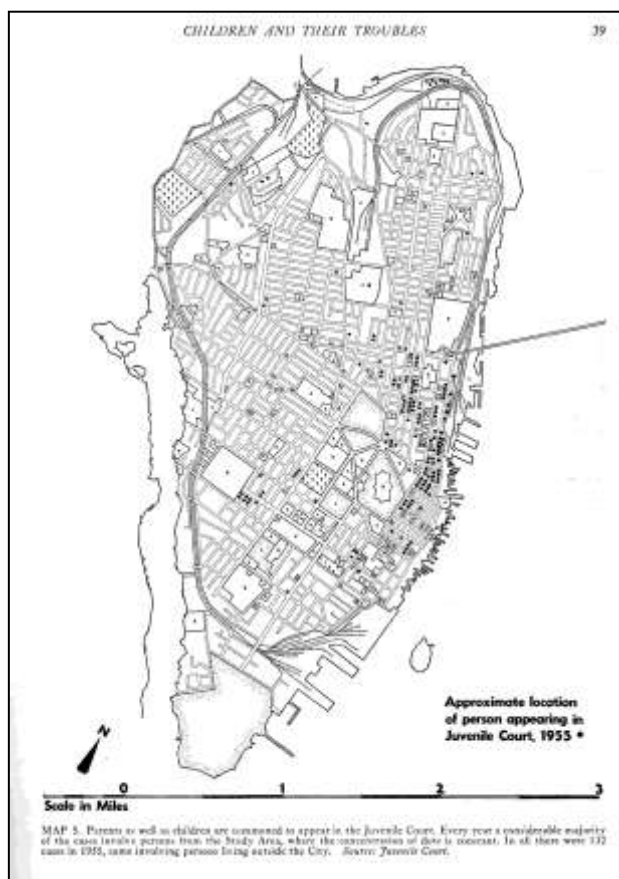 CHILDREN AND THEIR TROUBLES 39
N
Approximate location
of person appearing in
Juvenile Court, 1955 •
0 1 2 3
Scale in Miles
MAP 5. Parents as well as children are summoned to appear in the Juvenile Court. Every year a considerable majority
of the cases involve persons from the Study Area, where the concentration of dots is constant. In all there were 132
cases in 1955, some involving persons living outside the City. Source: Juvenile Court.